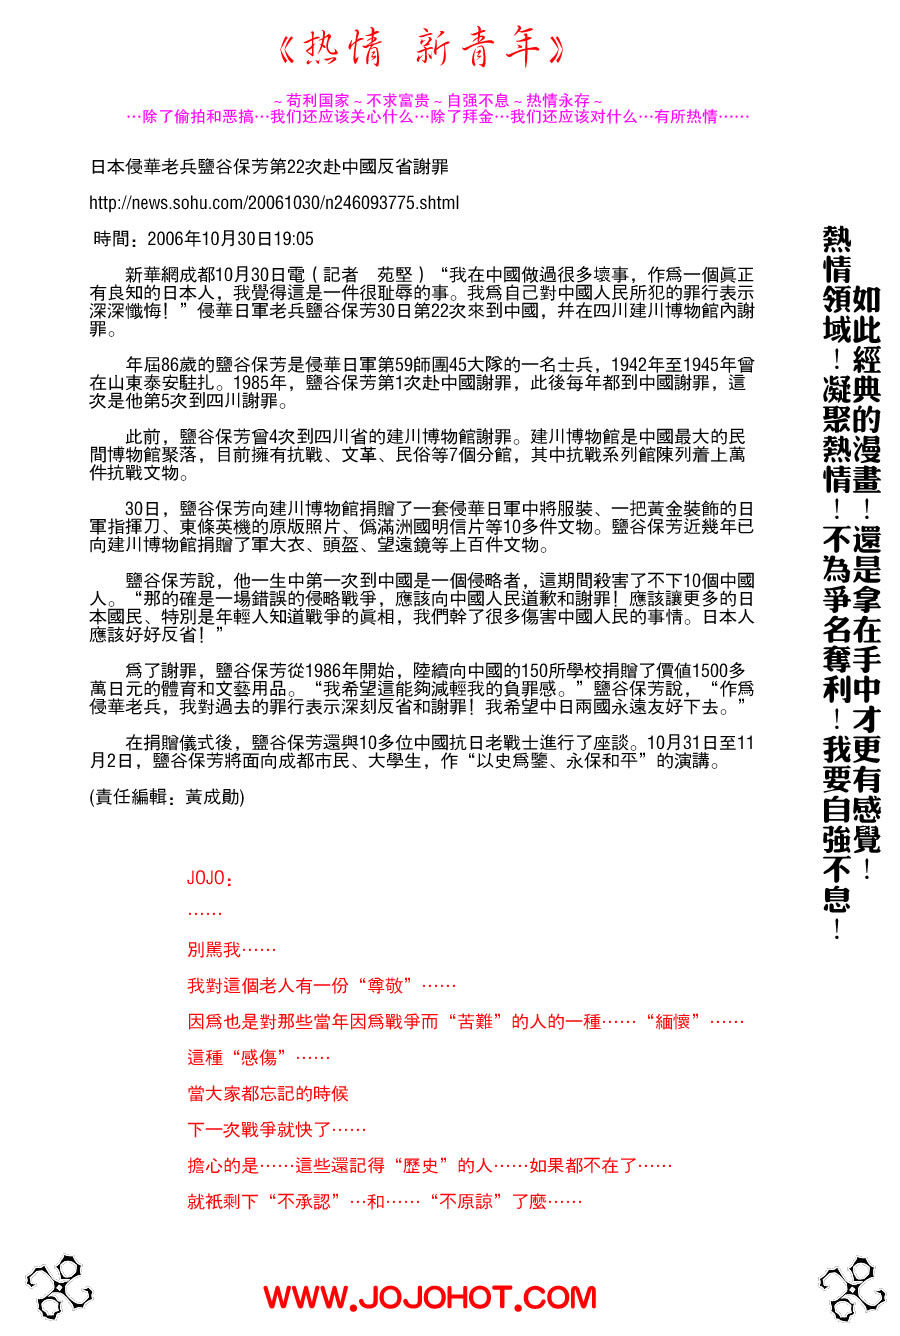 《热情 新青年》
～苟利国家～不求富贵～自强不息～热情永存～
…除了偷拍和恶搞…我们还应该关心什么…除了拜金…我们还应该对什么…有所热情……
日本侵華老兵鹽谷保芳第22次赴中國反省謝罪
http://news.sohu.com/20061030/n246093775.shtml
時間：2006年10月30日19:05
新華網成都10月30日電（記者　苑堅）“我在中國做過很多壞事，作爲一個眞正
有良知的日本人，我覺得這是一件很耻辱的事。我爲自己對中國人民所犯的罪行表示
深深懺悔！”侵華日軍老兵鹽谷保芳30日第22次來到中國，幷在四川建川博物館內謝
罪。
年屆86歲的鹽谷保芳是侵華日軍第59師團45大隊的一名士兵，1942年至1945年曾
在山東泰安駐扎。1985年，鹽谷保芳第1次赴中國謝罪，此後每年都到中國謝罪，這
次是他第5次到四川謝罪。
此前，鹽谷保芳曾4次到四川省的建川博物館謝罪。建川博物館是中國最大的民
間博物館聚落，目前擁有抗戰、文革、民俗等7個分館，其中抗戰系列館陳列着上萬
件抗戰文物。
30日，鹽谷保芳向建川博物館捐贈了一套侵華日軍中將服裝、一把黃金裝飾的日
軍指揮刀、東條英機的原版照片、僞滿洲國明信片等10多件文物。鹽谷保芳近幾年已
向建川博物館捐贈了軍大衣、頭盔、望遠鏡等上百件文物。
鹽谷保芳說，他一生中第一次到中國是一個侵略者，這期間殺害了不下10個中國
人。“那的確是一場錯誤的侵略戰爭，應該向中國人民道歉和謝罪！應該讓更多的日
本國民、特別是年輕人知道戰爭的眞相，我們幹了很多傷害中國人民的事情。日本人
應該好好反省！”
爲了謝罪，鹽谷保芳從1986年開始，陸續向中國的150所學校捐贈了價値1500多
萬日元的體育和文藝用品。“我希望這能夠減輕我的負罪感。”鹽谷保芳說，“作爲
侵華老兵，我對過去的罪行表示深刻反省和謝罪！我希望中日兩國永遠友好下去。”
在捐贈儀式後，鹽谷保芳還與10多位中國抗日老戰士進行了座談。10月31日至11
月2日，鹽谷保芳將面向成都市民、大學生，作“以史爲鑒、永保和平”的演講。
(責任編輯：黃成勛)
如此經典的漫畫！還是拿在手中才更有感覺！
熱情領域！凝聚熱情！不為爭名奪利！我要自強不息！
JOJO：
……
別駡我……
我對這個老人有一份“尊敬”……
因爲也是對那些當年因爲戰爭而“苦難”的人的一種……“緬懷”……
這種“感傷”……
當大家都忘記的時候
下一次戰爭就快了……
擔心的是……這些還記得“歷史”的人……如果都不在了……
就衹剩下“不承認”…和……“不原諒”了麼……
WWW.JOJOHOT.COM